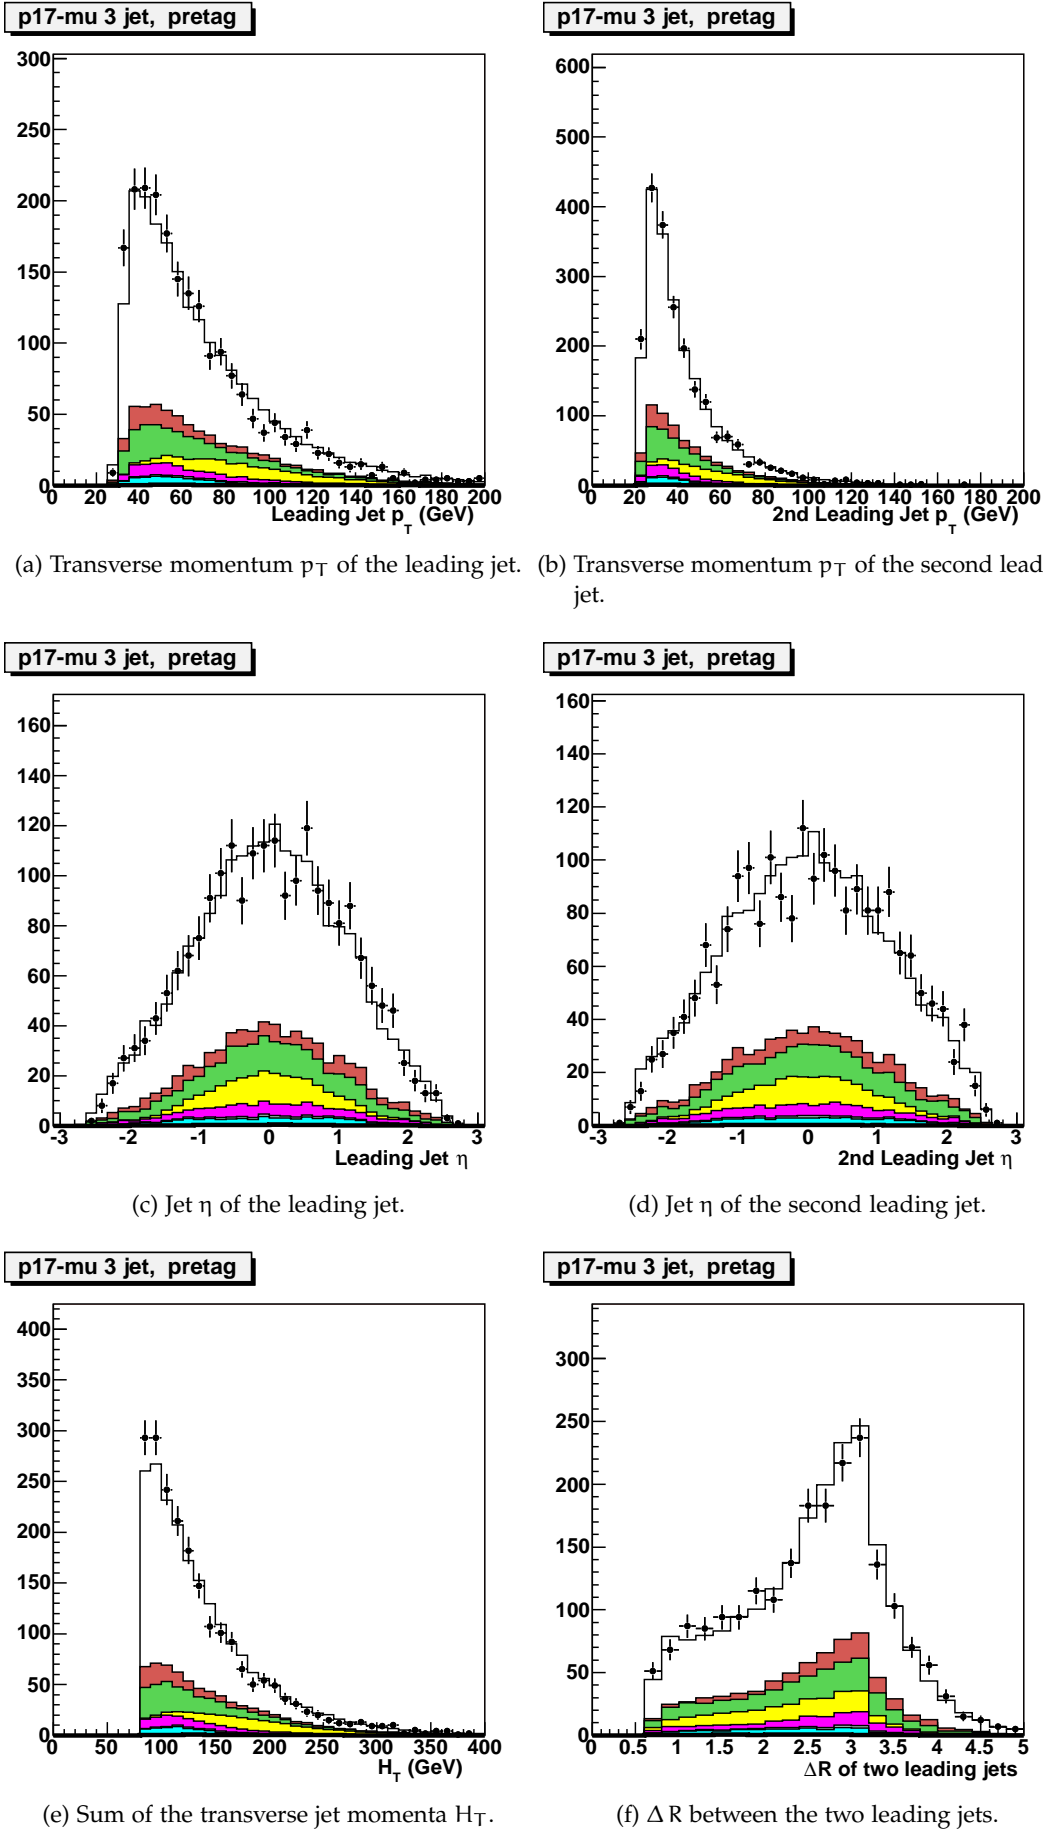 p17-mu 3 jet, pretag
p17-mu 3 jet, pretag
300
250
200
150
100
50
0
0 20 40 60 80 100 120 140 160 180 200
Leading Jet p_T (GeV)
600
500
400
300
200
100
0
0 20 40 60 80 100 120 140 160 180 200
2nd Leading Jet p_T (GeV)
(a) Transverse momentum p_T of the leading jet.
(b) Transverse momentum p_T of the second lead
jet.
p17-mu 3 jet, pretag
p17-mu 3 jet, pretag
160
140
120
100
80
60
40
20
0
-3 -2 -1 0 1 2 3
Leading Jet η
160
140
120
100
80
60
40
20
0
-3 -2 -1 0 1 2 3
2nd Leading Jet η
(c) Jet η of the leading jet.
(d) Jet η of the second leading jet.
p17-mu 3 jet, pretag
p17-mu 3 jet, pretag
400
350
300
250
200
150
100
50
0
0 50 100 150 200 250 300 350 400
H_T (GeV)
300
250
200
150
100
50
0
0 0.5 1 1.5 2 2.5 3 3.5 4 4.5 5
ΔR of two leading jets
(e) Sum of the transverse jet momenta H_T.
(f) ΔR between the two leading jets.